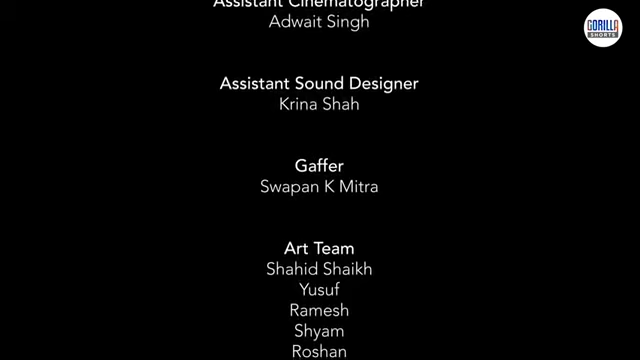 Assistant Cinematographer
Adwait Singh
GORILLA
SHORTS
Assistant Sound Designer
Krina Shah
Gaffer
Swapan K Mitra
Art Team
Shahid Shaikh
Yusuf
Ramesh
Shyam
Roshan